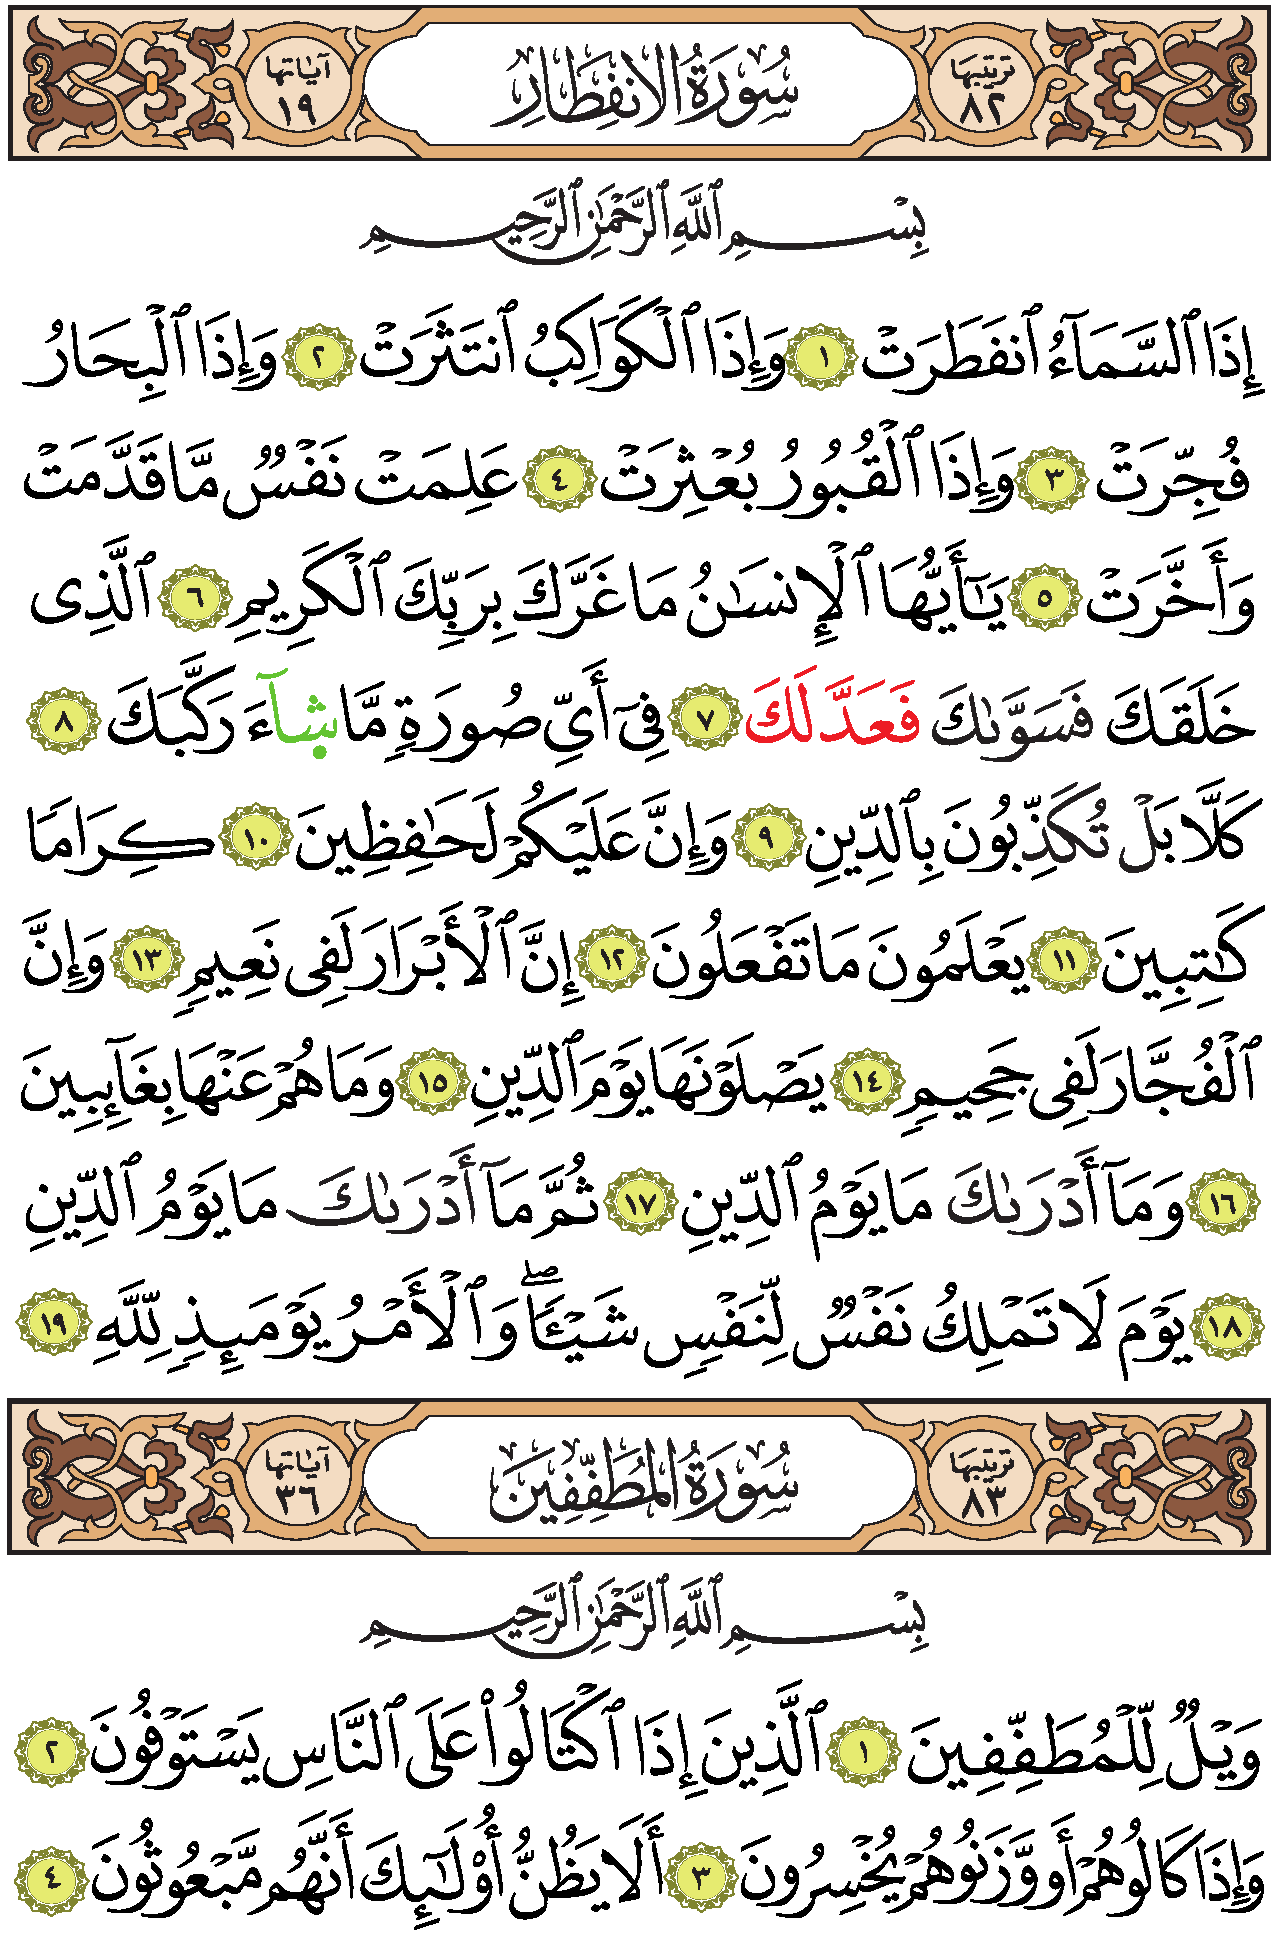 ترتيبها ٨٢ سُورَةُ الانفِطَارِ آيَاتها ١٩
بِسْمِ ٱللَّهِ ٱلرَّحْمَٰنِ ٱلرَّحِيمِ
إِذَا ٱلسَّمَآءُ ٱنفَطَرَتْ ١ وَإِذَا ٱلْكَوَاكِبُ ٱنتَثَرَتْ ٢ وَإِذَا ٱلْبِحَارُ
فُجِّرَتْ ٣ وَإِذَا ٱلْقُبُورُ بُعْثِرَتْ ٤ عَلِمَتْ نَفْسٌ مَّا قَدَّمَتْ
وَأَخَّرَتْ ٥ يَٰٓأَيُّهَا ٱلْإِنسَٰنُ مَا غَرَّكَ بِرَبِّكَ ٱلْكَرِيمِ ٦ ٱلَّذِى
خَلَقَكَ فَسَوَّىٰكَ فَعَدَّلَكَ ٧ فِىٓ أَىِّ صُورَةٍ مَّا شَآءَ رَكَّبَكَ ٨
كَلَّا بَلْ تُكَذِّبُونَ بِٱلدِّينِ ٩ وَإِنَّ عَلَيْكُمْ لَحَٰفِظِينَ ١٠ كِرَامًا
كَٰتِبِينَ ١١ يَعْلَمُونَ مَا تَفْعَلُونَ ١٢ إِنَّ ٱلْأَبْرَارَ لَفِى نَعِيمٍ ١٣ وَإِنَّ
ٱلْفُجَّارَ لَفِى جَحِيمٍ ١٤ يَصْلَوْنَهَا يَوْمَ ٱلدِّينِ ١٥ وَمَا هُمْ عَنْهَا بِغَآئِبِينَ
١٦ وَمَآ أَدْرَىٰكَ مَا يَوْمُ ٱلدِّينِ ١٧ ثُمَّ مَآ أَدْرَىٰكَ مَا يَوْمُ ٱلدِّينِ
١٨ يَوْمَ لَا تَمْلِكُ نَفْسٌ لِّنَفْسٍ شَيْـًٔاۖ وَٱلْأَمْرُ يَوْمَئِذٍ لِّلَّهِ ١٩
ترتيبها ٨٣ سُورَةُ المُطَفِّفِينَ آيَاتها ٣٦
بِسْمِ ٱللَّهِ ٱلرَّحْمَٰنِ ٱلرَّحِيمِ
وَيْلٌ لِّلْمُطَفِّفِينَ ١ ٱلَّذِينَ إِذَا ٱكْتَالُوا۟ عَلَى ٱلنَّاسِ يَسْتَوْفُونَ ٢
وَإِذَا كَالُوهُمْ أَو وَّزَنُوهُمْ يُخْسِرُونَ ٣ أَلَا يَظُنُّ أُو۟لَٰٓئِكَ أَنَّهُم مَّبْعُوثُونَ ٤